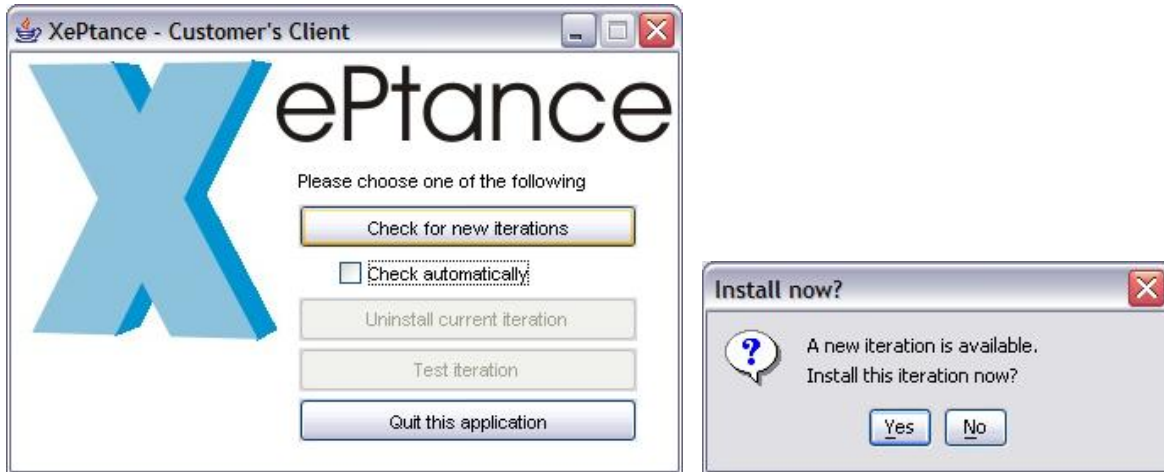 XePtance - Customer's Client
XePtance
Please choose one of the following
Check for new iterations
Check automatically
Uninstall current iteration
Test iteration
Quit this application
Install now?
?
A new iteration is available.
Install this iteration now?
Yes No